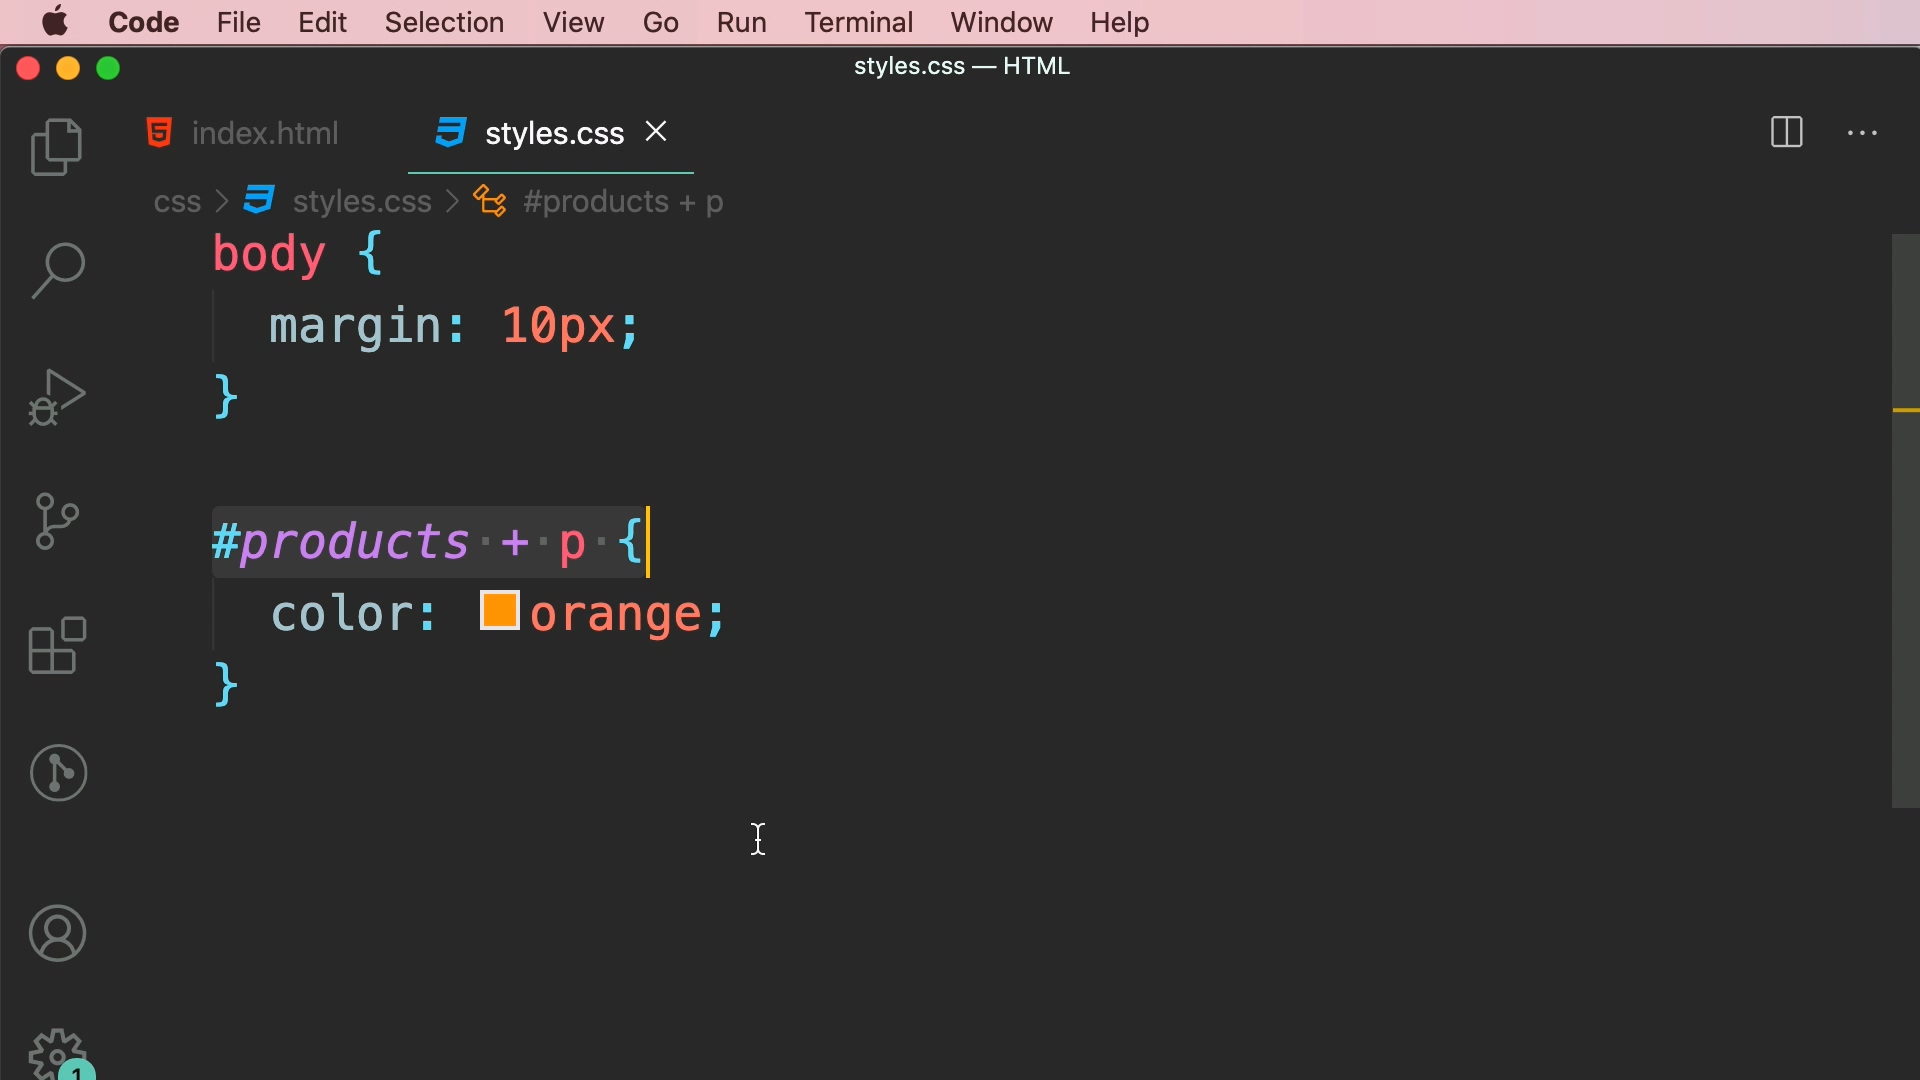 Code File Edit Selection View Go Run Terminal Window Help
styles.css — HTML
index.html styles.css
css > styles.css > #products + p
body {
  margin: 10px;
}
#products + p {
  color: orange;
}
1